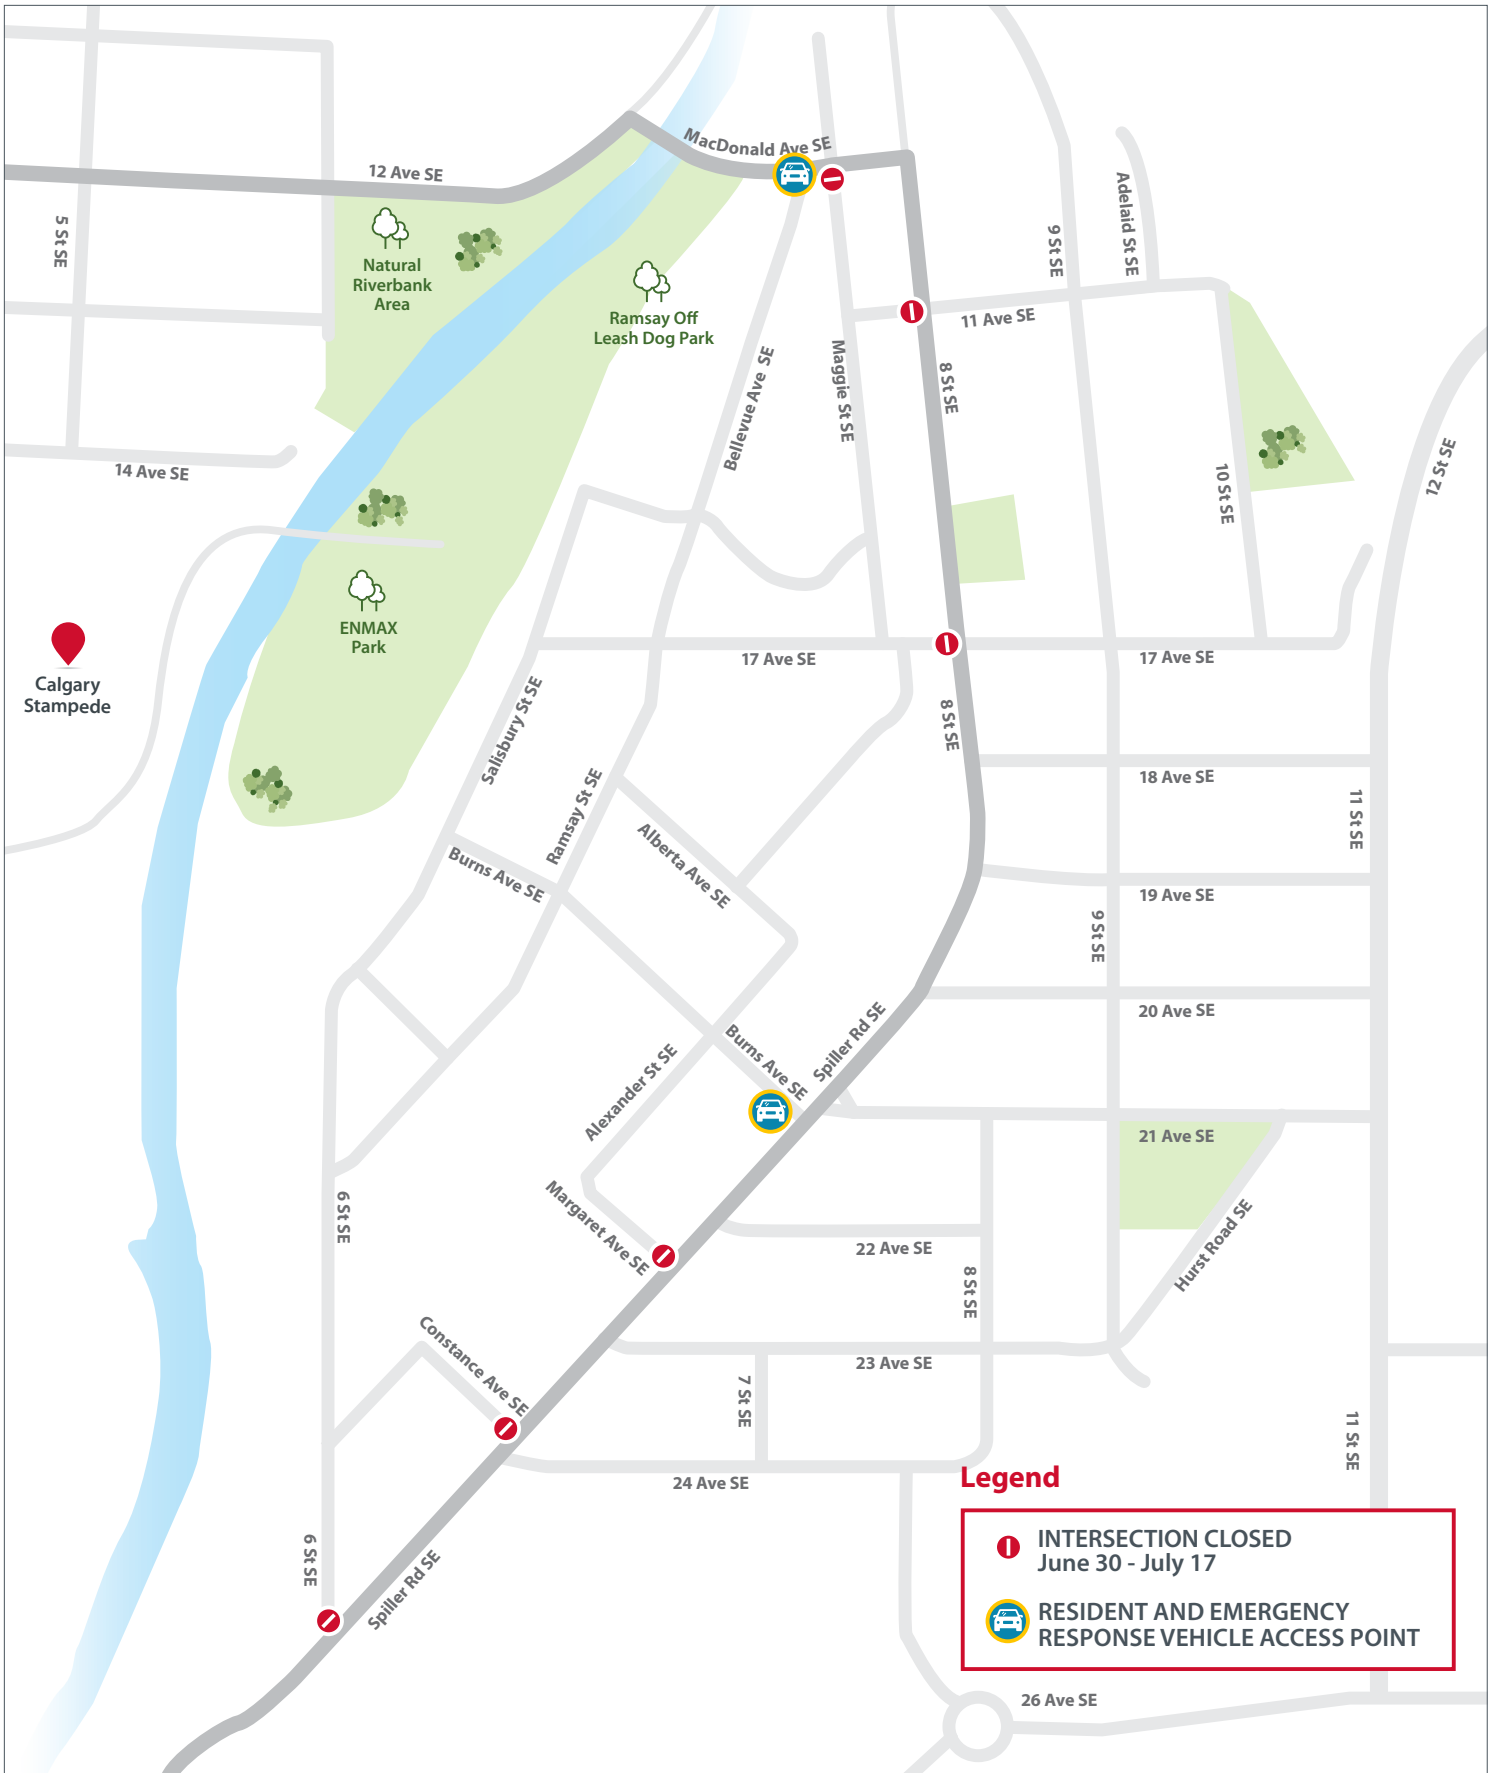 MacDonald Ave SE
12 Ave SE
5 St SE
Natural
Riverbank
Area
Ramsay Off
Leash Dog Park
9 St SE
Adelaid St SE
11 Ave SE
Bellevue Ave SE
Maggie St SE
8 St SE
14 Ave SE
10 St SE
12 St SE
ENMAX
Park
Calgary
Stampede
17 Ave SE
17 Ave SE
Salisbury St SE
8 St SE
18 Ave SE
Ramsay St SE
11 St SE
Alberta Ave SE
Burns Ave SE
19 Ave SE
9 St SE
20 Ave SE
Spiller Rd SE
Burns Ave SE
Alexander St SE
21 Ave SE
6 St SE
Margaret Ave SE
22 Ave SE
Hurst Road SE
8 St SE
Constance Ave SE
23 Ave SE
7 St SE
11 St SE
24 Ave SE
6 St SE
Spiller Rd SE
Legend
INTERSECTION CLOSED
June 30 - July 17
RESIDENT AND EMERGENCY
RESPONSE VEHICLE ACCESS POINT
26 Ave SE